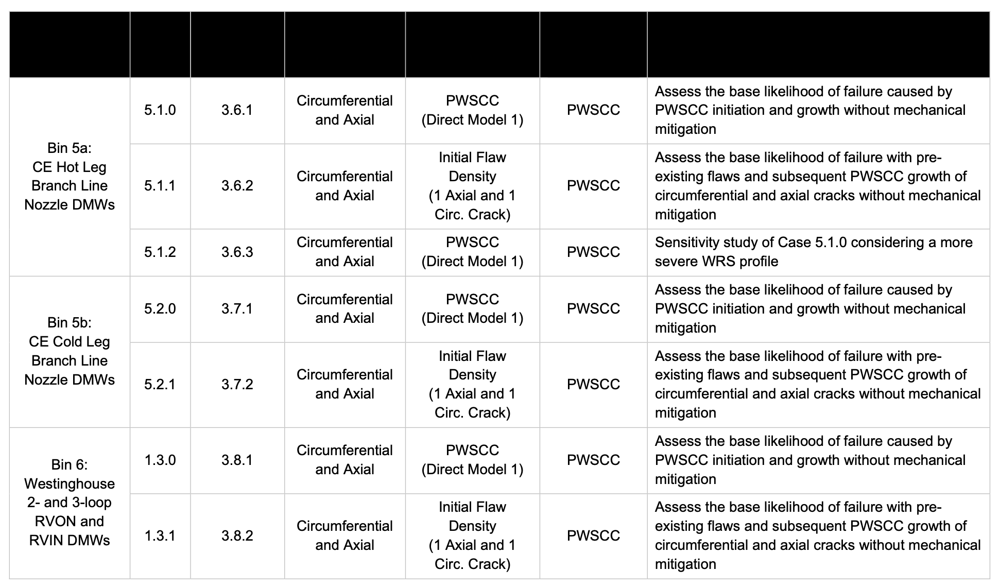 Bin 5a:
CE Hot Leg
Branch Line
Nozzle DMWs
5.1.0
3.6.1
Circumferential
and Axial
PWSCC
(Direct Model 1)
PWSCC
Assess the base likelihood of failure caused by
PWSCC initiation and growth without mechanical
mitigation
5.1.1
3.6.2
Circumferential
and Axial
Initial Flaw
Density
(1 Axial and 1
Circ. Crack)
PWSCC
Assess the base likelihood of failure with pre-
existing flaws and subsequent PWSCC growth of
circumferential and axial cracks without mechanical
mitigation
5.1.2
3.6.3
Circumferential
and Axial
PWSCC
(Direct Model 1)
PWSCC
Sensitivity study of Case 5.1.0 considering a more
severe WRS profile
Bin 5b:
CE Cold Leg
Branch Line
Nozzle DMWs
5.2.0
3.7.1
Circumferential
and Axial
PWSCC
(Direct Model 1)
PWSCC
Assess the base likelihood of failure caused by
PWSCC initiation and growth without mechanical
mitigation
5.2.1
3.7.2
Circumferential
and Axial
Initial Flaw
Density
(1 Axial and 1
Circ. Crack)
PWSCC
Assess the base likelihood of failure with pre-
existing flaws and subsequent PWSCC growth of
circumferential and axial cracks without mechanical
mitigation
Bin 6:
Westinghouse
2- and 3-loop
RVON and
RVIN DMWs
1.3.0
3.8.1
Circumferential
and Axial
PWSCC
(Direct Model 1)
PWSCC
Assess the base likelihood of failure caused by
PWSCC initiation and growth without mechanical
mitigation
1.3.1
3.8.2
Circumferential
and Axial
Initial Flaw
Density
(1 Axial and 1
Circ. Crack)
PWSCC
Assess the base likelihood of failure with pre-
existing flaws and subsequent PWSCC growth of
circumferential and axial cracks without mechanical
mitigation